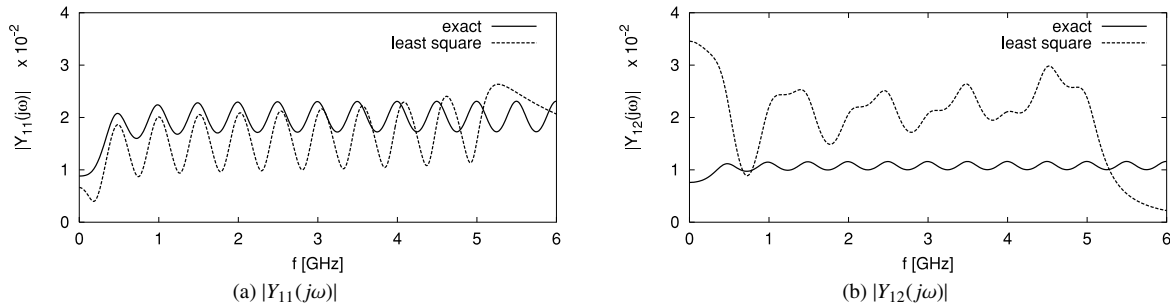 4
3
2
1
0
0 1 2 3 4 5 6
|Y11(jω)| x 10-2
f [GHz]
exact
least square
(a) |Y11(jω)|
4
3
2
1
0
0 1 2 3 4 5 6
|Y12(jω)| x 10-2
f [GHz]
exact
least square
(b) |Y12(jω)|